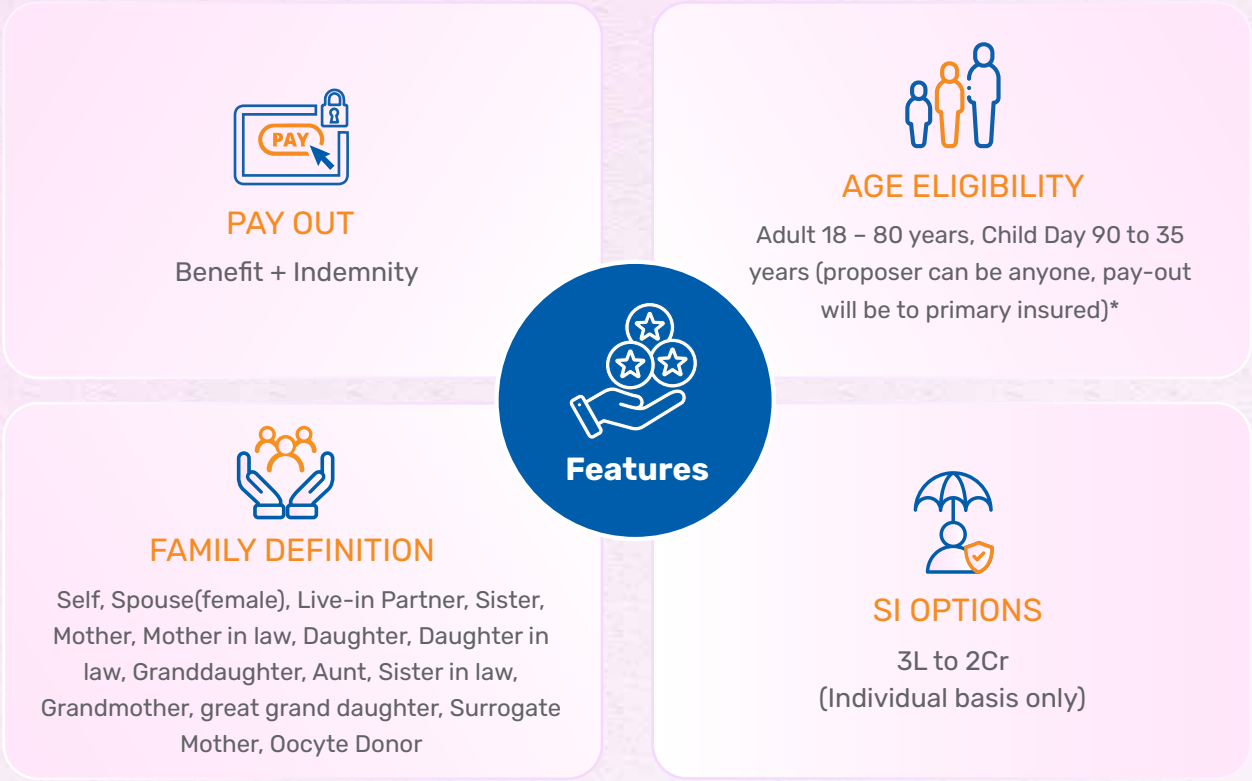 PAY
PAY OUT
Benefit + Indemnity
AGE ELIGIBILITY
Adult 18 – 80 years, Child Day 90 to 35
years (proposer can be anyone, pay-out
will be to primary insured)*
Features
FAMILY DEFINITION
Self, Spouse(female), Live-in Partner, Sister,
Mother, Mother in law, Daughter, Daughter in
law, Granddaughter, Aunt, Sister in law,
Grandmother, great grand daughter, Surrogate
Mother, Oocyte Donor
SI OPTIONS
3L to 2Cr
(Individual basis only)